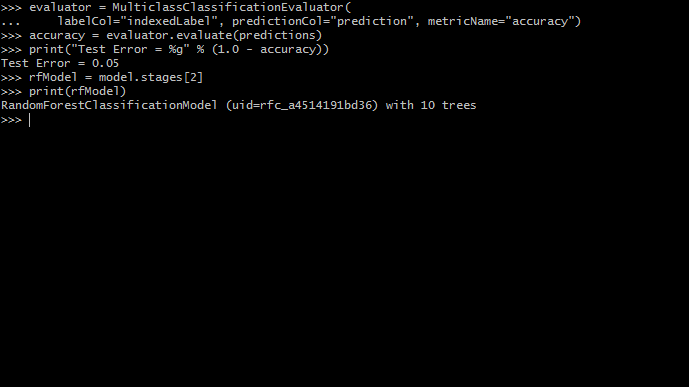 >>> evaluator = MulticlassClassificationEvaluator(
...     labelCol="indexedLabel", predictionCol="prediction", metricName="accuracy")
>>> accuracy = evaluator.evaluate(predictions)
>>> print("Test Error = %g" % (1.0 - accuracy))
Test Error = 0.05
>>> rfModel = model.stages[2]
>>> print(rfModel)
RandomForestClassificationModel (uid=rfc_a4514191bd36) with 10 trees
>>>